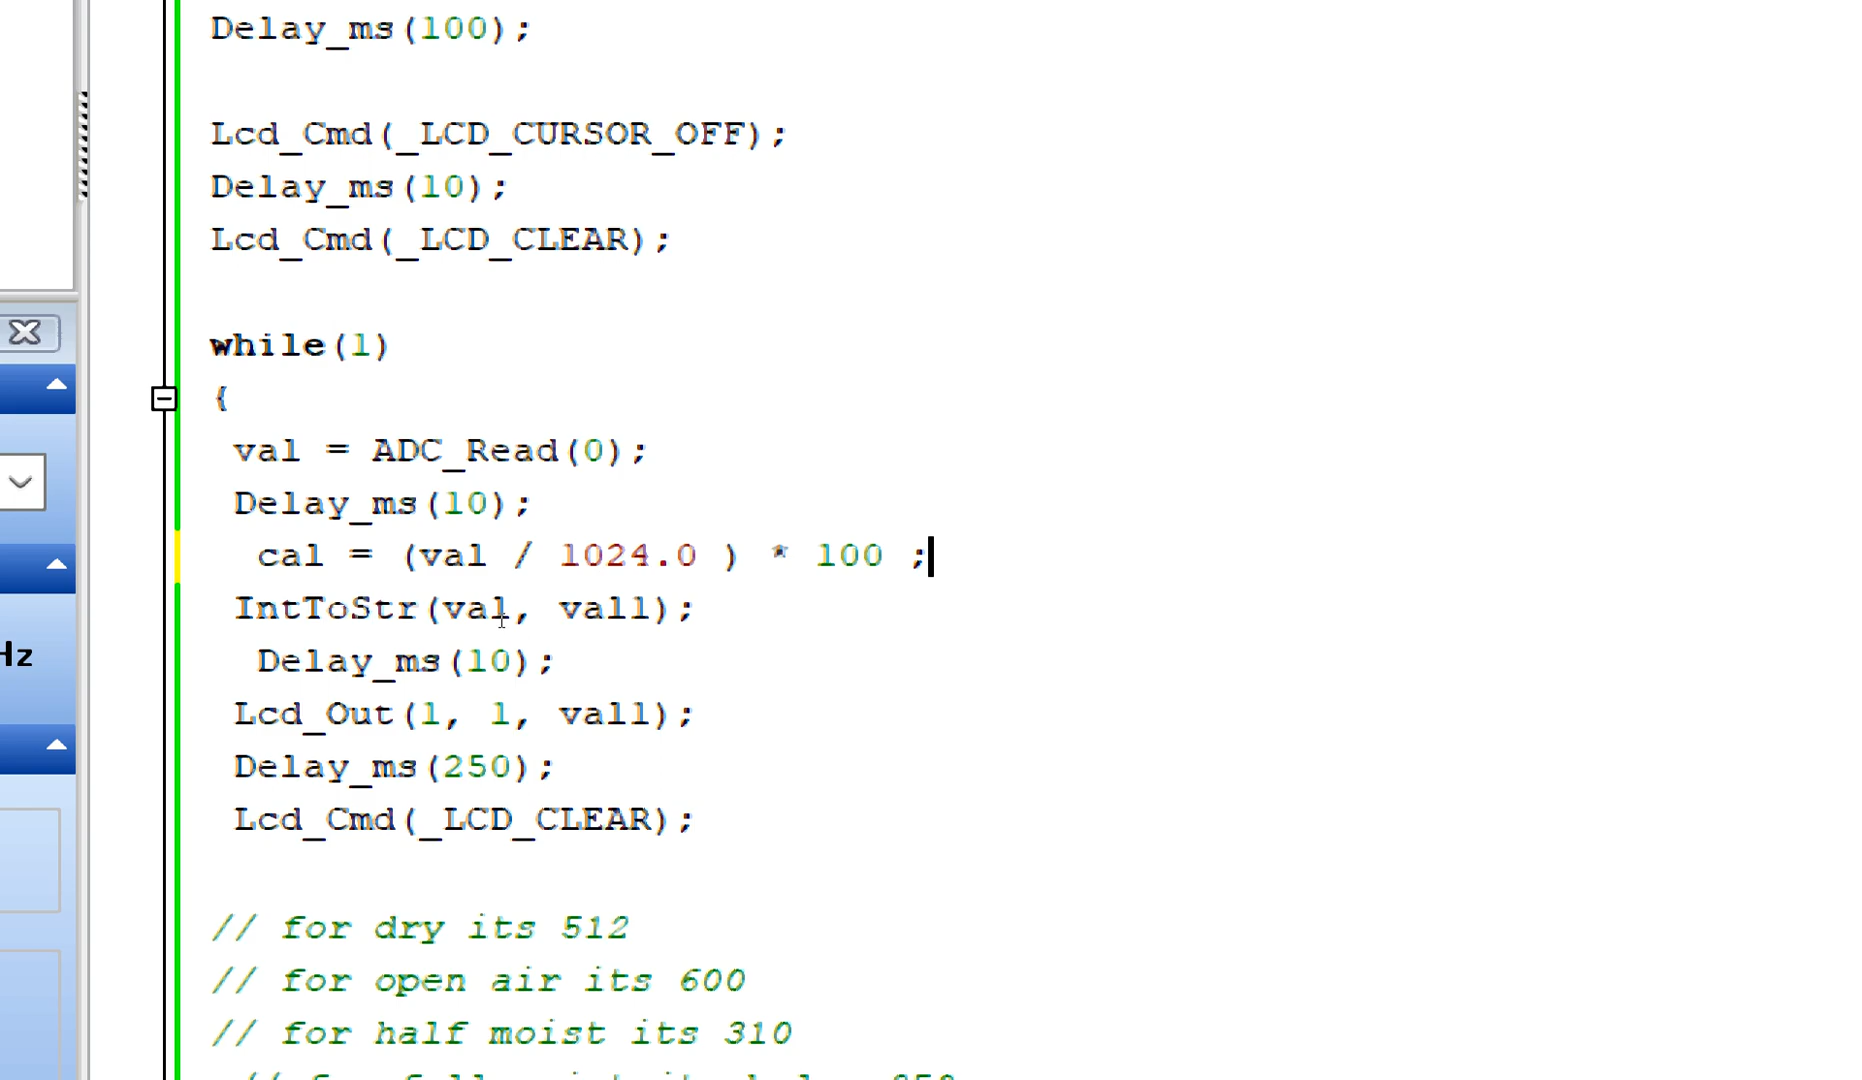 Delay_ms(100);
Lcd_Cmd(_LCD_CURSOR_OFF);
Delay_ms(10);
Lcd_Cmd(_LCD_CLEAR);
while(1)
{
val = ADC_Read(0);
Delay_ms(10);
cal = (val / 1024.0 ) * 100 ;
IntToStr(val, vall);
Hz
Delay_ms(10);
Lcd_Out(1, 1, vall);
Delay_ms(250);
Lcd_Cmd(_LCD_CLEAR);
// for dry its 512
// for open air its 600
// for half moist its 310